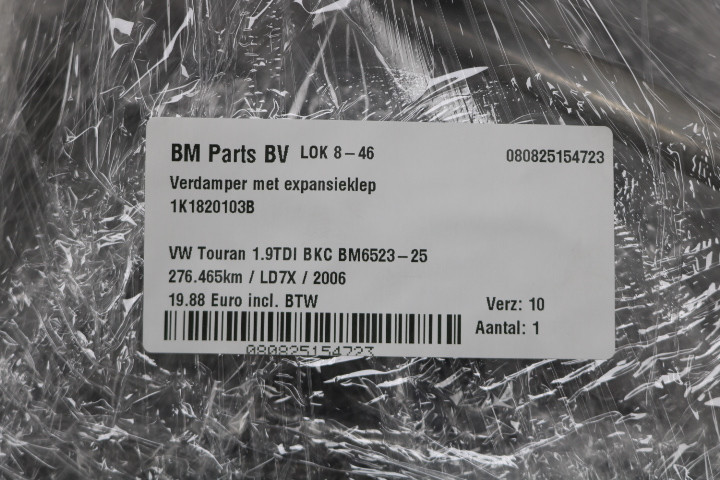 BM Parts BV LOK 8-46 080825154723
Verdamper met expansieklep
1K1820103B
VW Touran 1.9TDI BKC BM6523-25
276.465km / LD7X / 2006
19.88 Euro incl. BTW Verz: 10
Aantal: 1
080825154723